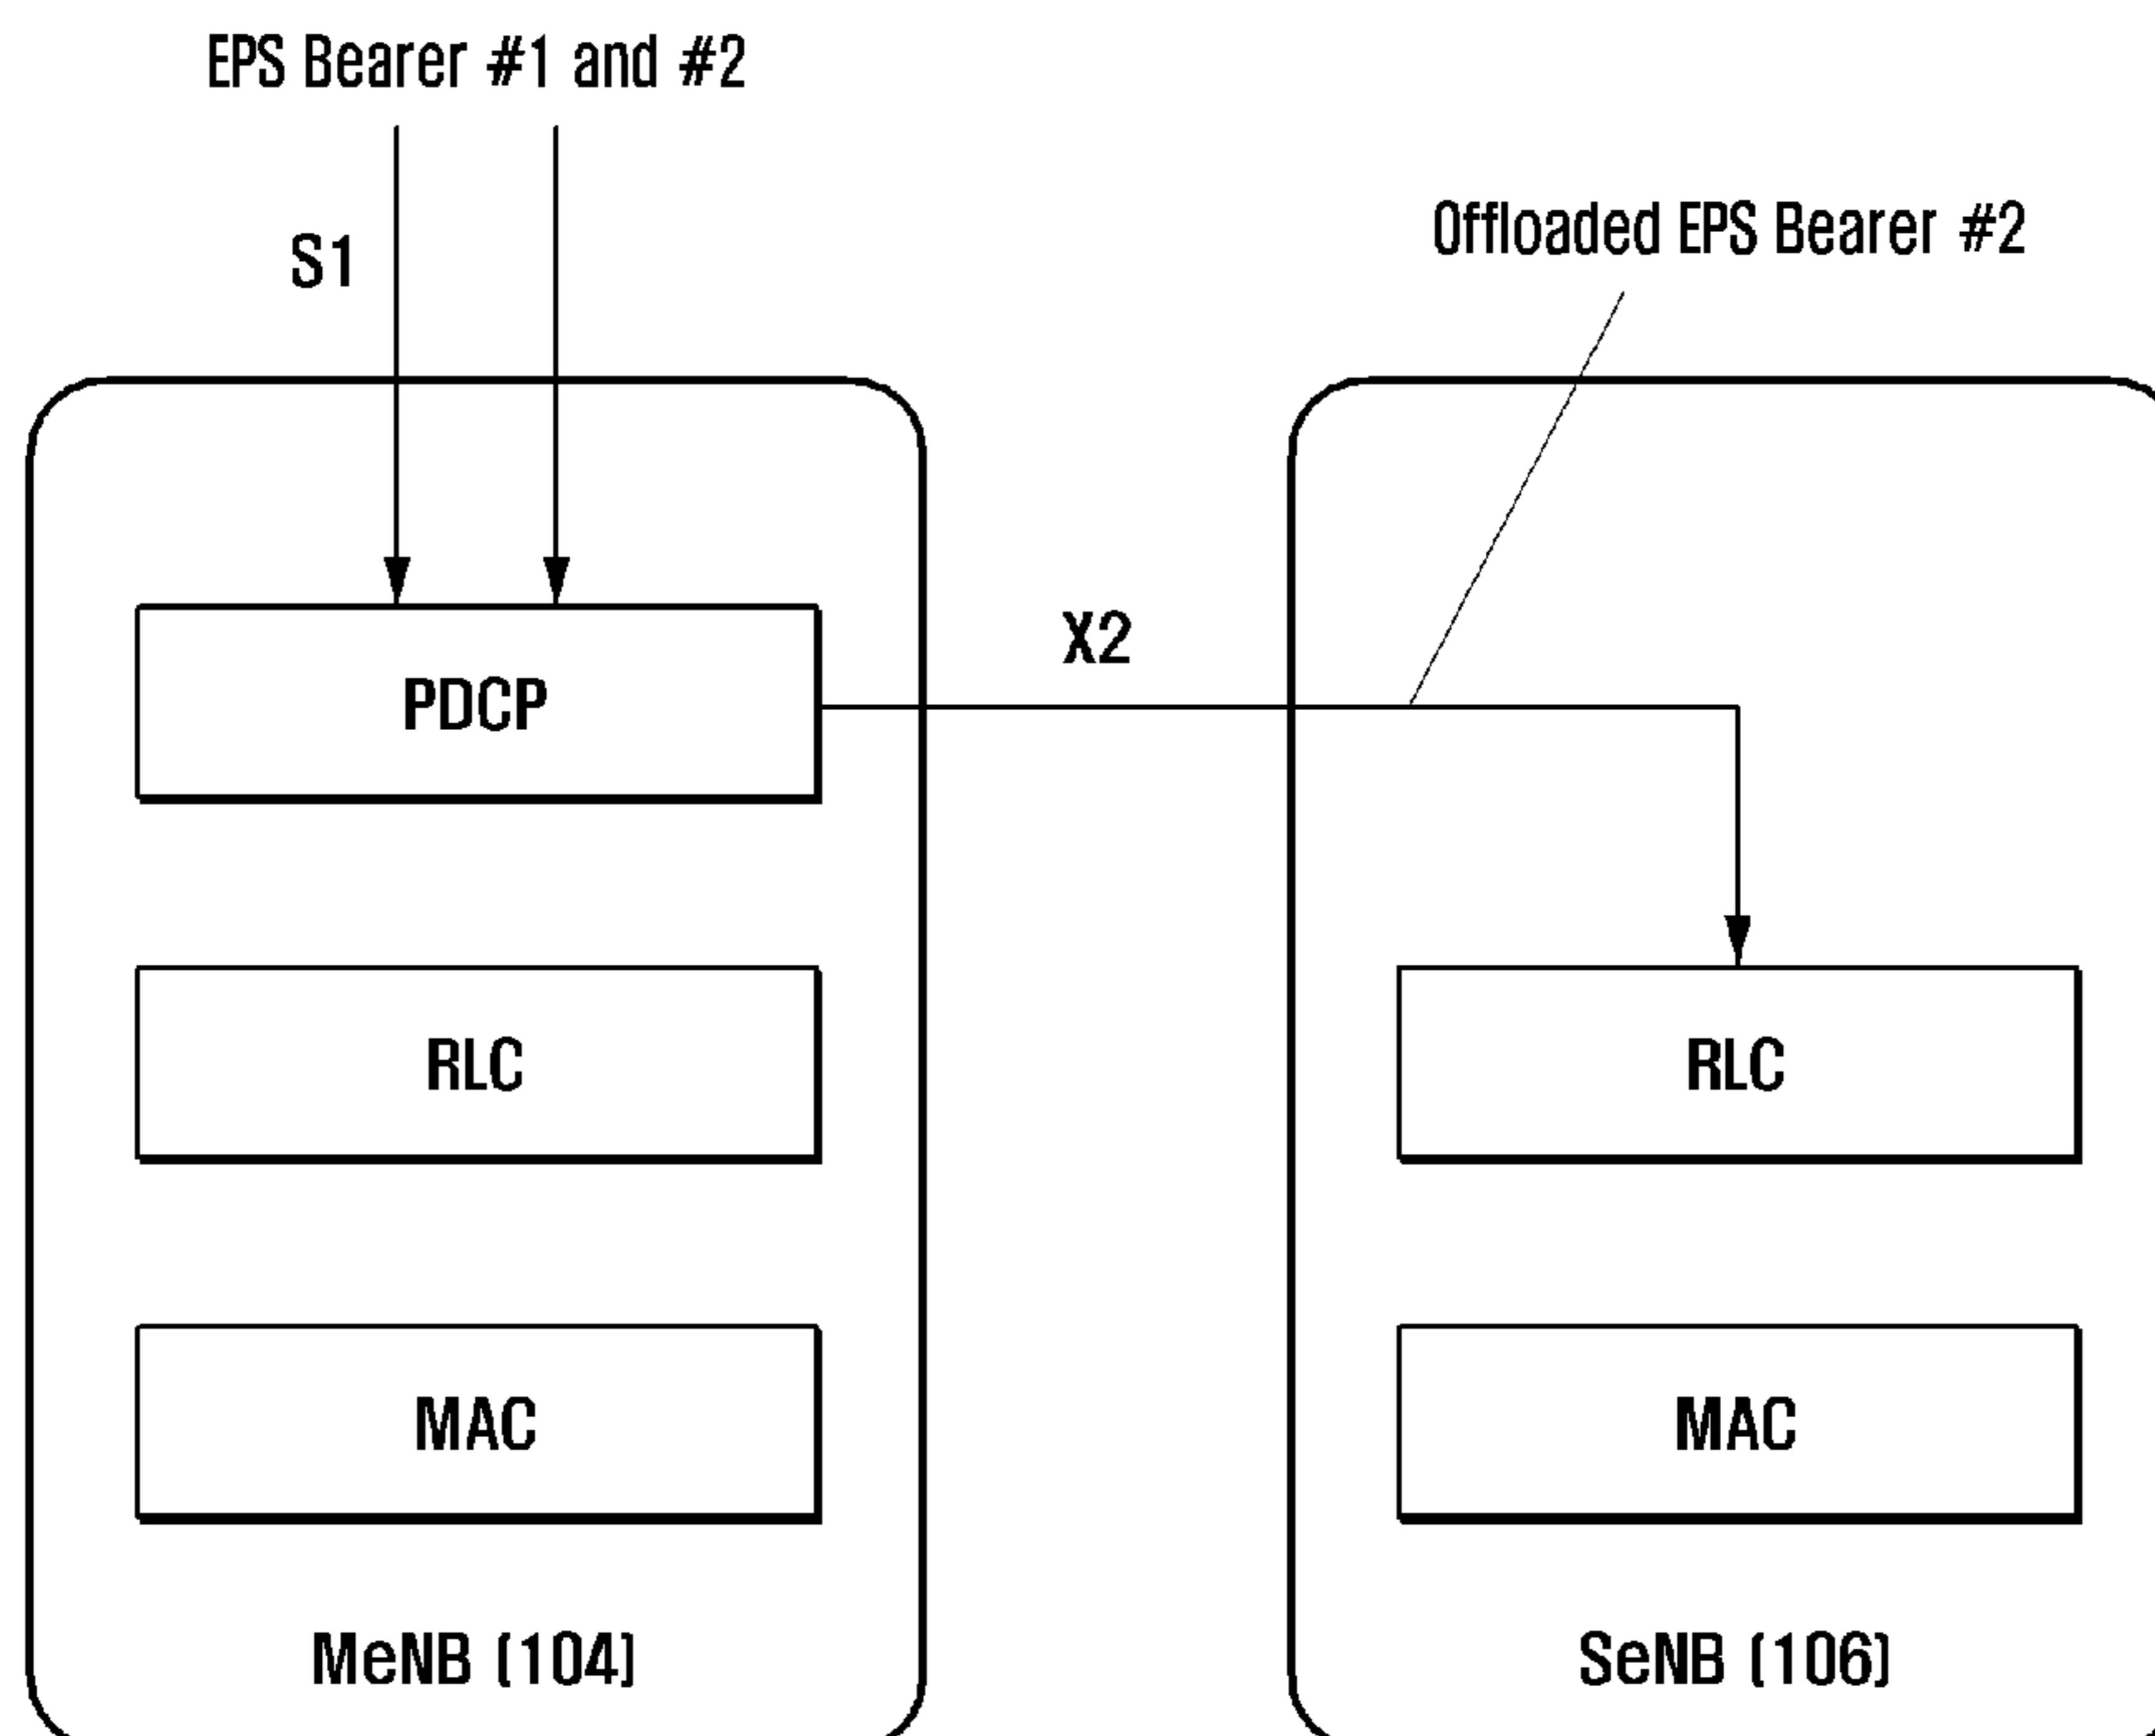 EPS Bearer #1 and #2
S1
Offloaded EPS Bearer #2
X2
PDCP
RLC
RLC
MAC
MAC
MeNB (104)
SeNB (106)